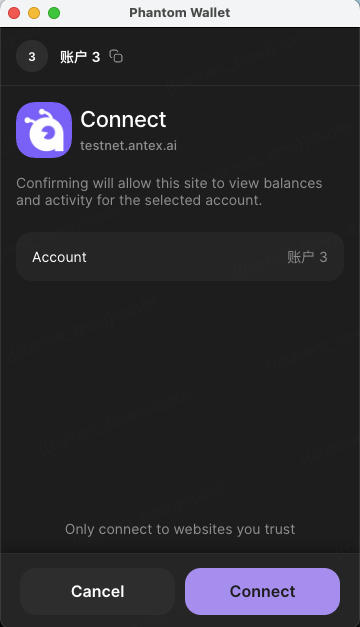 Phantom Wallet
3
账户 3
Connect
testnet.antex.ai
Confirming will allow this site to view balances
and activity for the selected account.
Account
账户 3
Only connect to websites you trust
Cancel
Connect